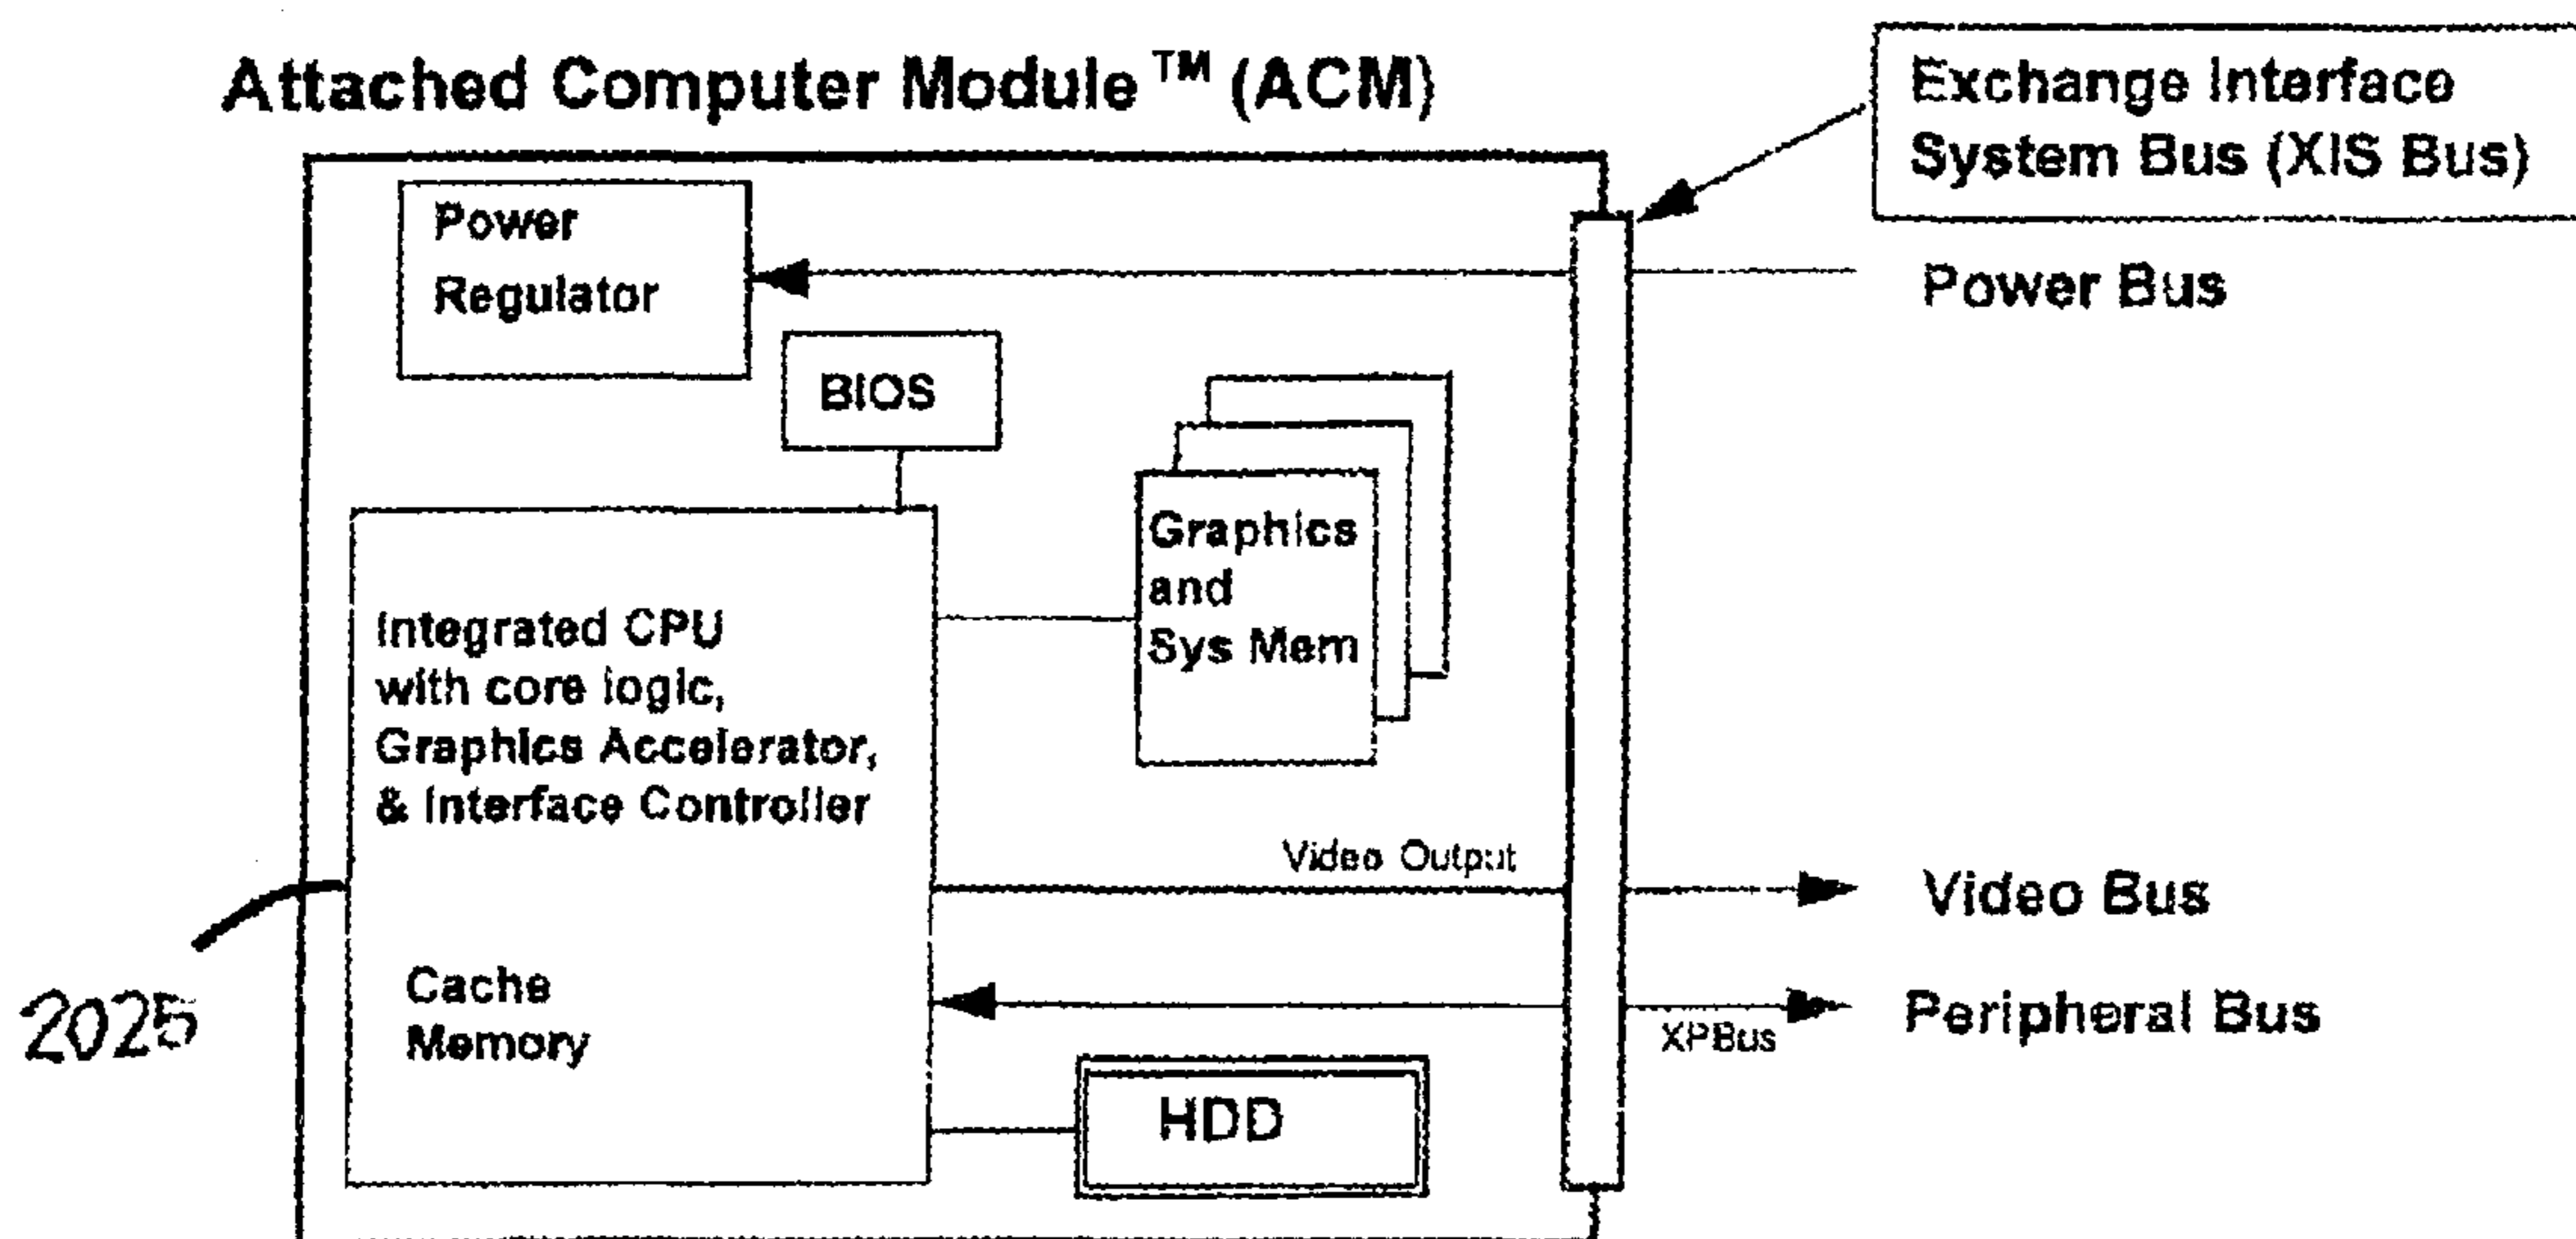 Attached Computer Module™ (ACM)
Exchange Interface
System Bus (XIS Bus)
Power
Regulator
Power Bus
BIOS
Graphics
and
Sys Mem
Integrated CPU
with core logic,
Graphics Accelerator,
& Interface Controller
Video Output
Video Bus
Cache
Memory
2025
Peripheral Bus
XPBus
HDD